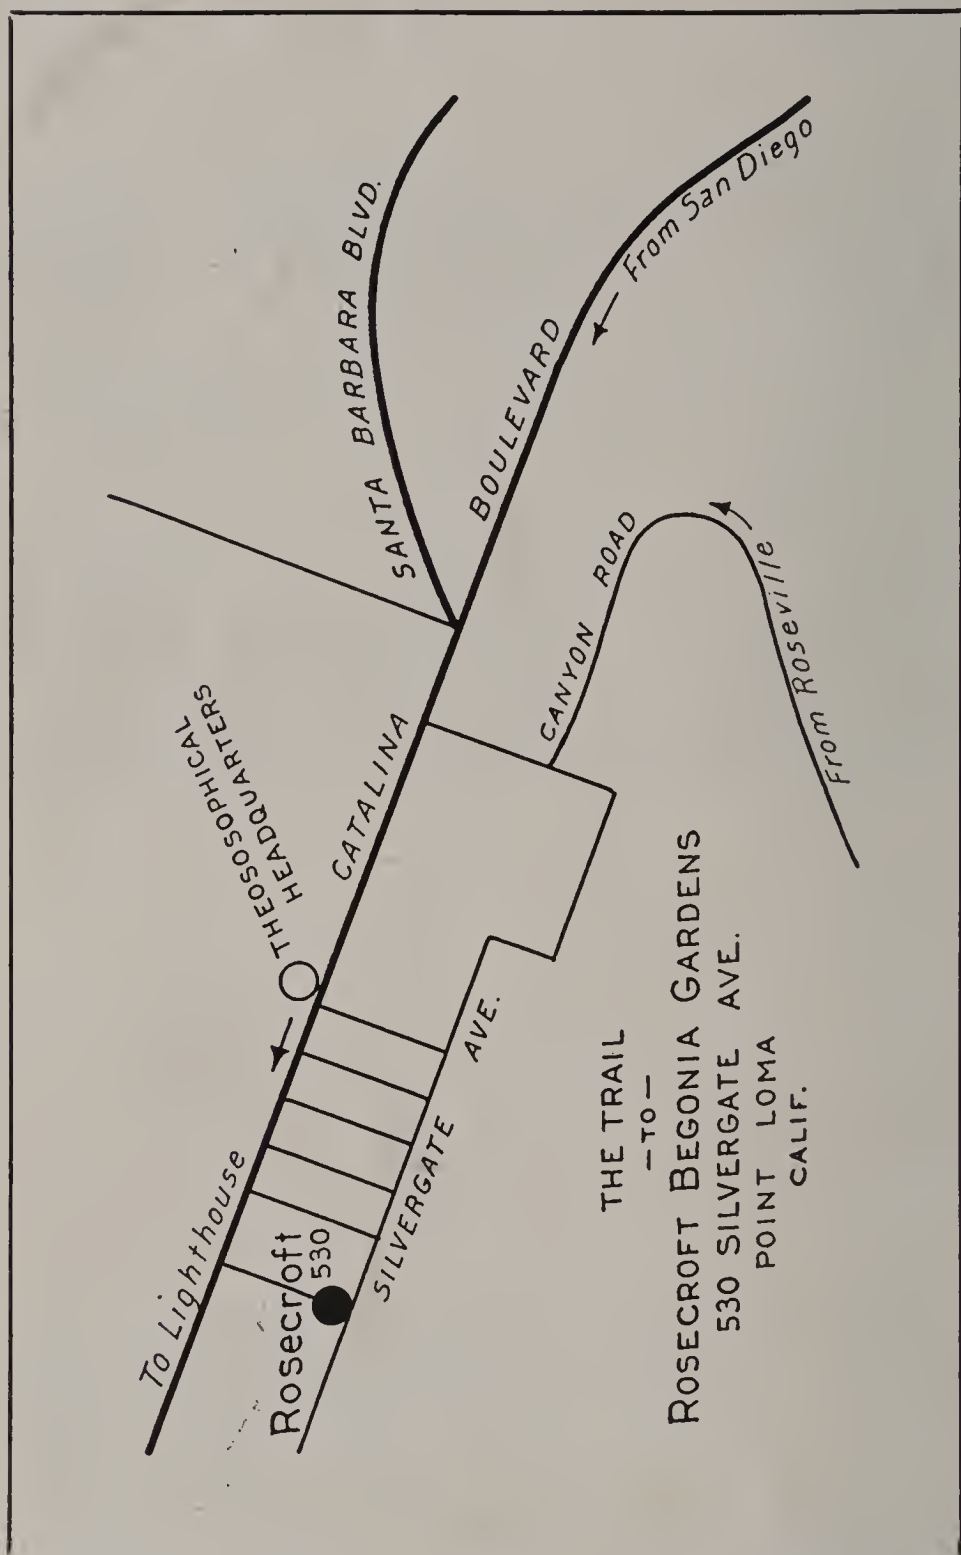 SANTA BARBARA BLVD.
From San Diego
BOULEVARD
CANYON ROAD
From Roseville
THEOSOSOPHICAL
HEADQUARTERS
CATALINA
To Lighthouse
Rosecroft
530
SILVERGATE AVE.
THE TRAIL
— TO —
ROSECROFT BEGONIA GARDENS
530 SILVERGATE AVE.
POINT LOMA
CALIF.